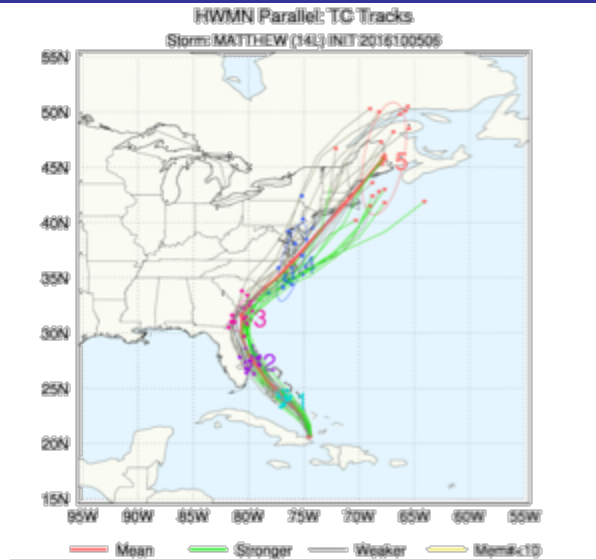 HWMN Parallel: TC Tracks
Storm: MATTHEW (14L) INIT 2016100506
55N
50N
45N
40N
35N
30N
25N
20N
15N
5
4
3
2
1
95W 90W 85W 80W 75W 70W 65W 60W 55W
Mean Stronger Weaker